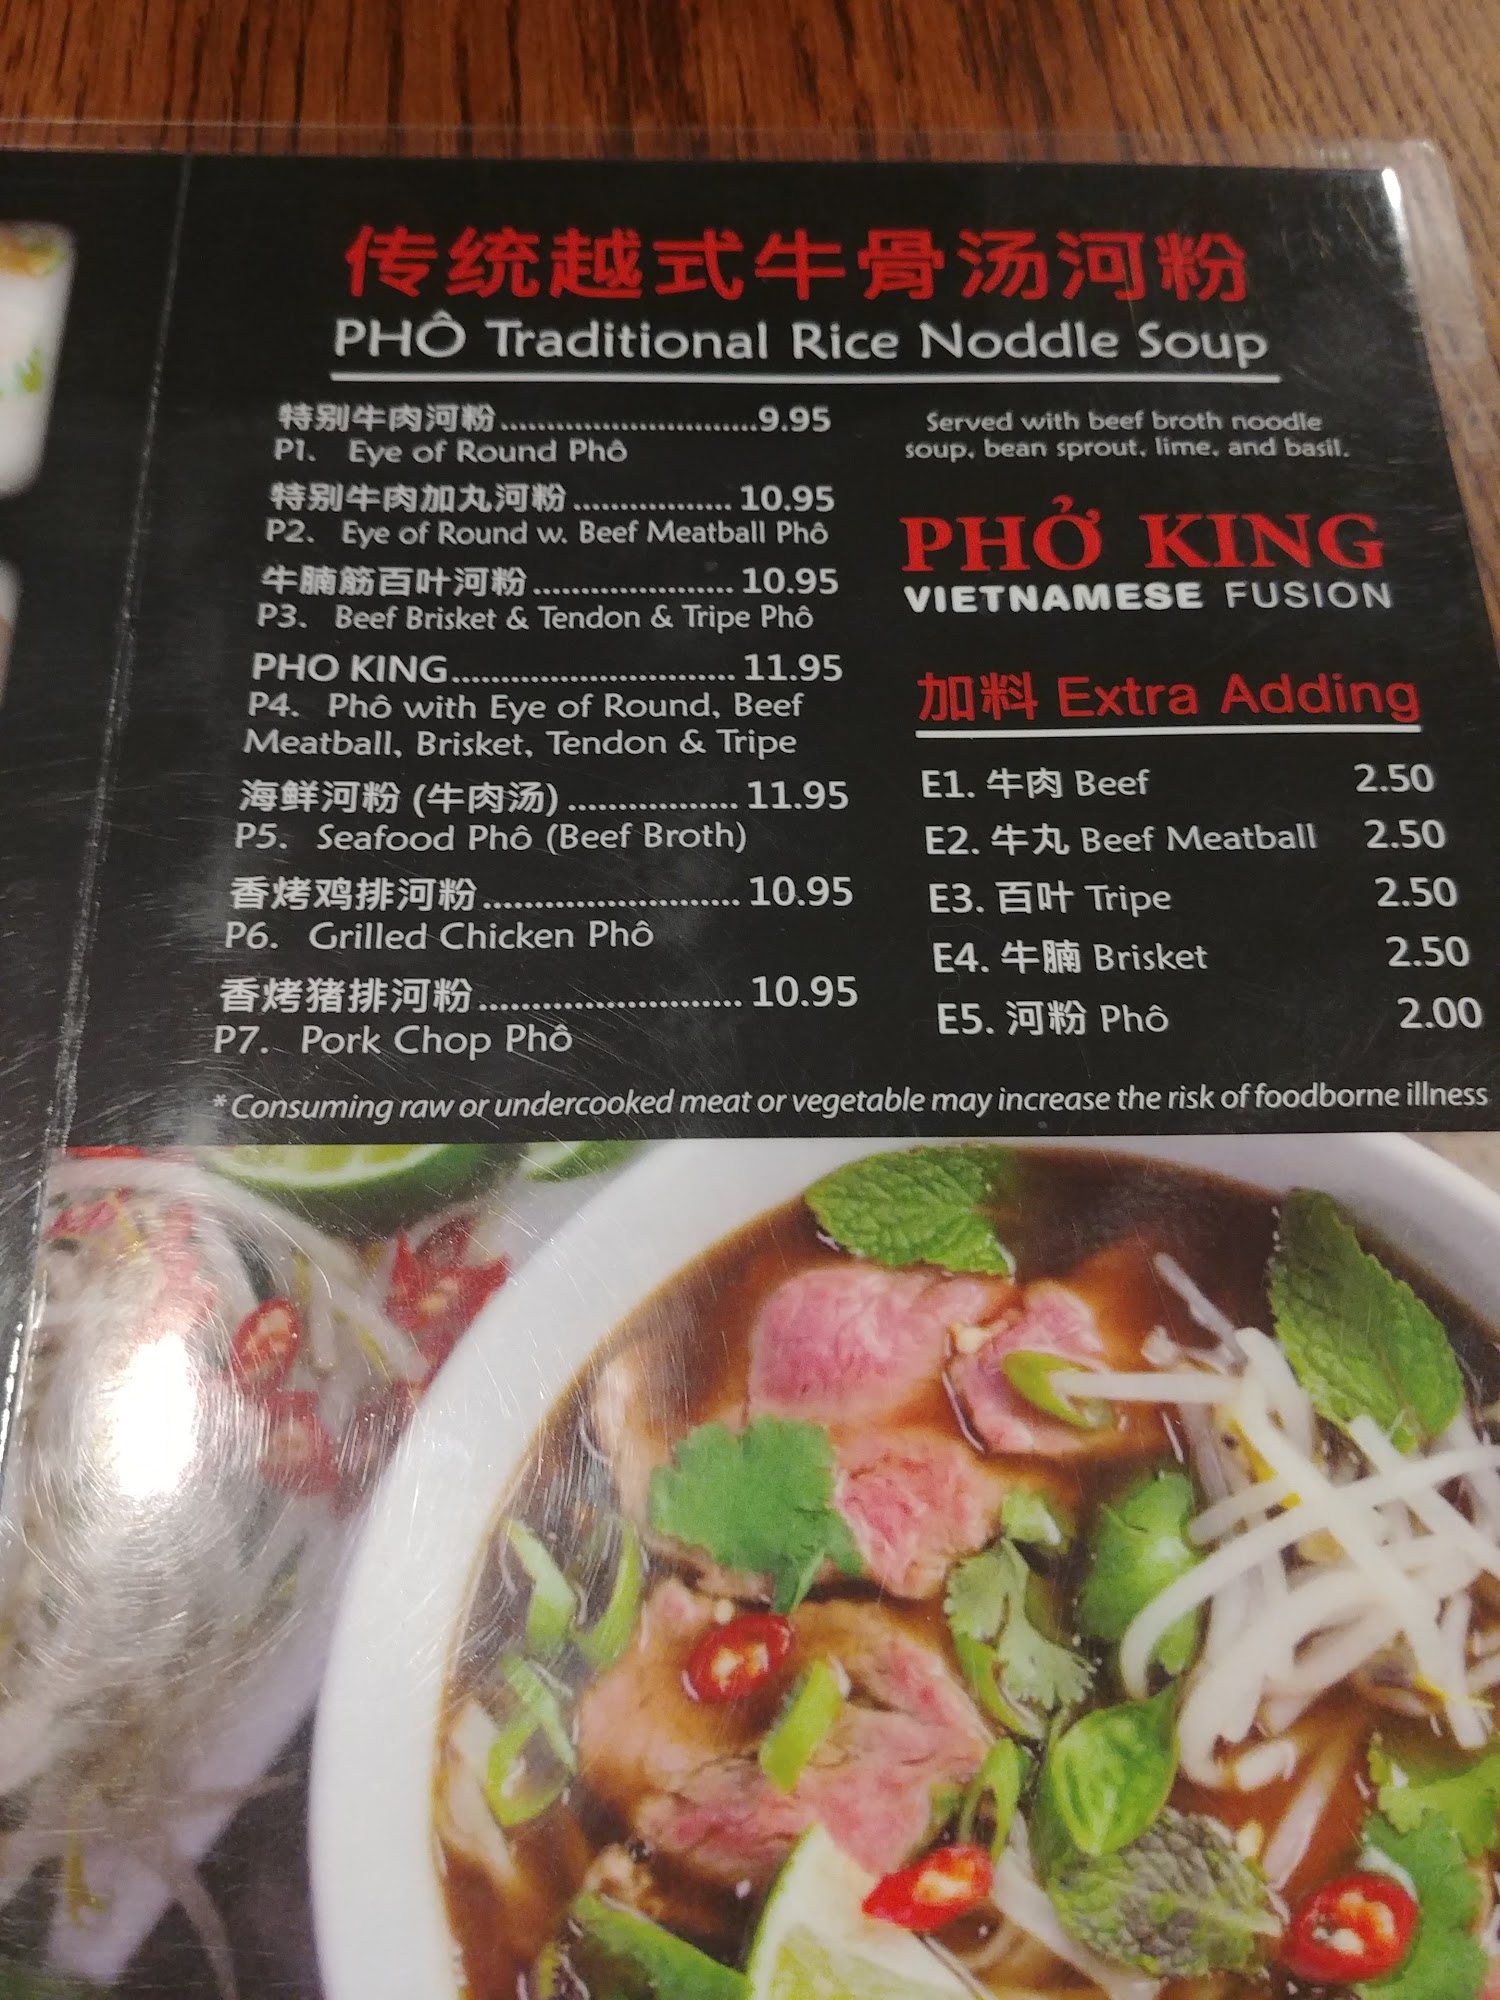 传统越式牛骨汤河粉
PHÔ Traditional Rice Noddle Soup
特别牛肉河粉............................9.95
P1. Eye of Round Phô
特别牛肉加丸河粉.................10.95
P2. Eye of Round w. Beef Meatball Phô
牛腩筋百叶河粉......................10.95
P3. Beef Brisket & Tendon & Tripe Phô
PHO KING...............................11.95
P4. Phô with Eye of Round, Beef
Meatball, Brisket, Tendon & Tripe
海鲜河粉 (牛肉汤)..................11.95
P5. Seafood Phô (Beef Broth)
香烤鸡排河粉...........................10.95
P6. Grilled Chicken Phô
香烤猪排河粉...........................10.95
P7. Pork Chop Phô
Served with beef broth noodle
soup, bean sprout, lime, and basil.
PHỞ KING
VIETNAMESE FUSION
加料 Extra Adding
E1. 牛肉 Beef 2.50
E2. 牛丸 Beef Meatball 2.50
E3. 百叶 Tripe 2.50
E4. 牛腩 Brisket 2.50
E5. 河粉 Phô 2.00
*Consuming raw or undercooked meat or vegetable may increase the risk of foodborne illness